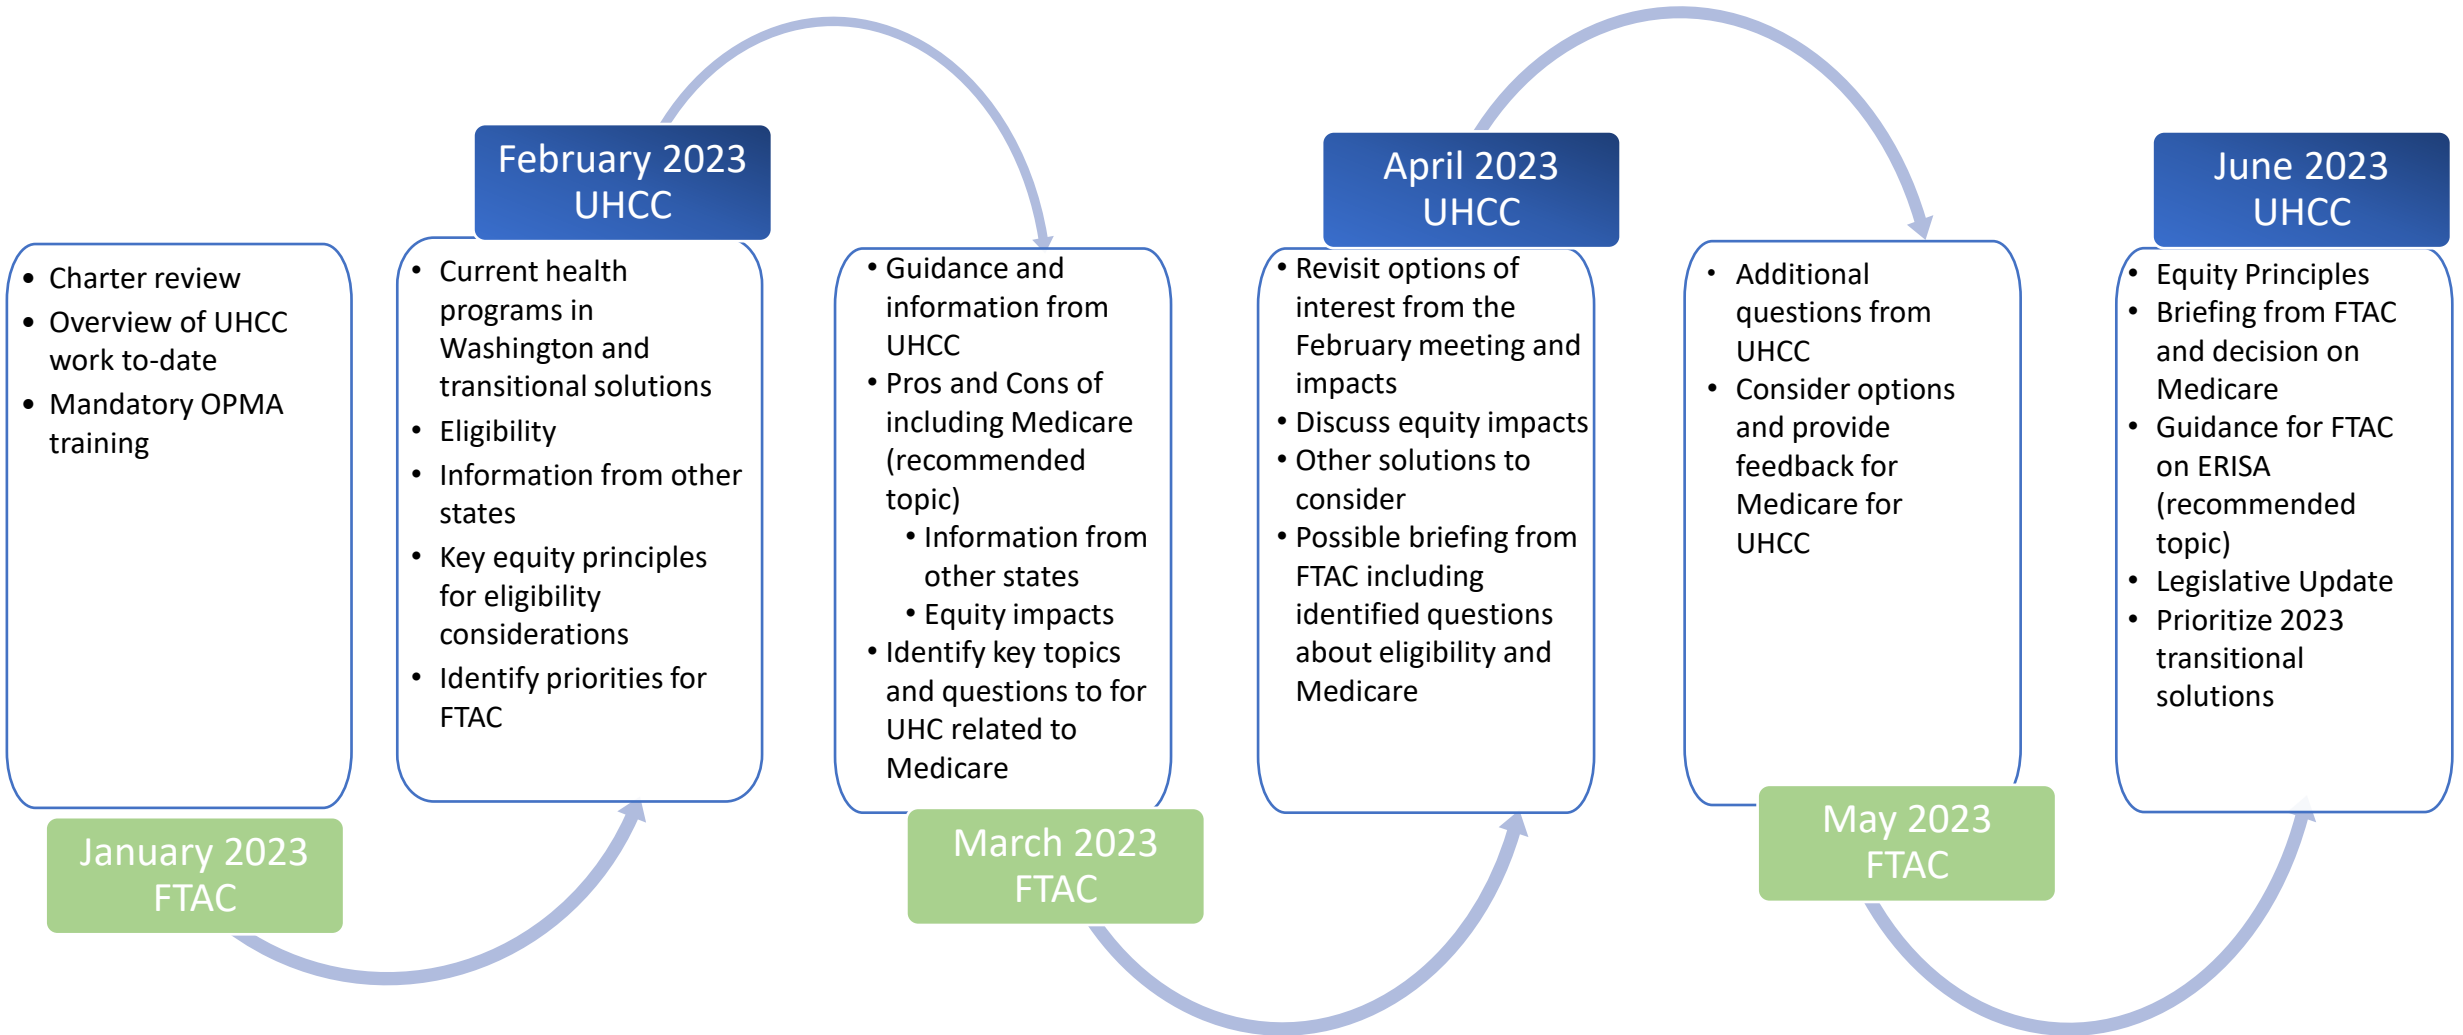 • Charter review
• Overview of UHCC
work to-date
• Mandatory OPMA
training
January 2023
FTAC
February 2023
UHCC
• Current health
programs in
Washington and
transitional solutions
• Eligibility
• Information from other
states
• Key equity principles
for eligibility
considerations
• Identify priorities for
FTAC
• Guidance and
information from
UHCC
• Pros and Cons of
including Medicare
(recommended
topic)
• Information from
other states
• Equity impacts
• Identify key topics
and questions to for
UHC related to
Medicare
March 2023
FTAC
April 2023
UHCC
• Revisit options of
interest from the
February meeting and
impacts
• Discuss equity impacts
• Other solutions to
consider
• Possible briefing from
FTAC including
identified questions
about eligibility and
Medicare
• Additional
questions from
UHCC
• Consider options
and provide
feedback for
Medicare for
UHCC
May 2023
FTAC
June 2023
UHCC
• Equity Principles
• Briefing from FTAC
and decision on
Medicare
• Guidance for FTAC
on ERISA
(recommended
topic)
• Legislative Update
• Prioritize 2023
transitional
solutions